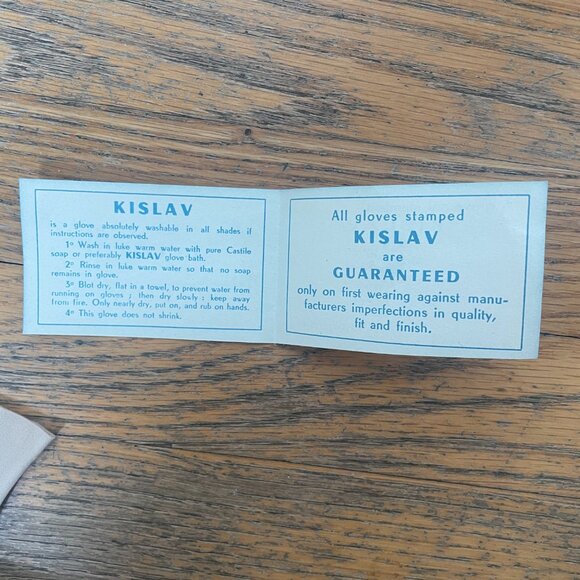 KISLAV
is a glove absolutely washable in all shades if
instructions are observed.
1º Wash in luke warm water with pure Castile
soap or preferably KISLAV glove bath.
2º Rinse in luke warm water so that no soap
remains in glove.
3º Blot dry, flat in a towel, to prevent water from
running on gloves ; then dry slowly : keep away
from fire. Only nearly dry, put on, and rub on hands.
4º This glove does not shrink.
All gloves stamped
KISLAV
are
GUARANTEED
only on first wearing against manu-
facturers imperfections in quality,
fit and finish.